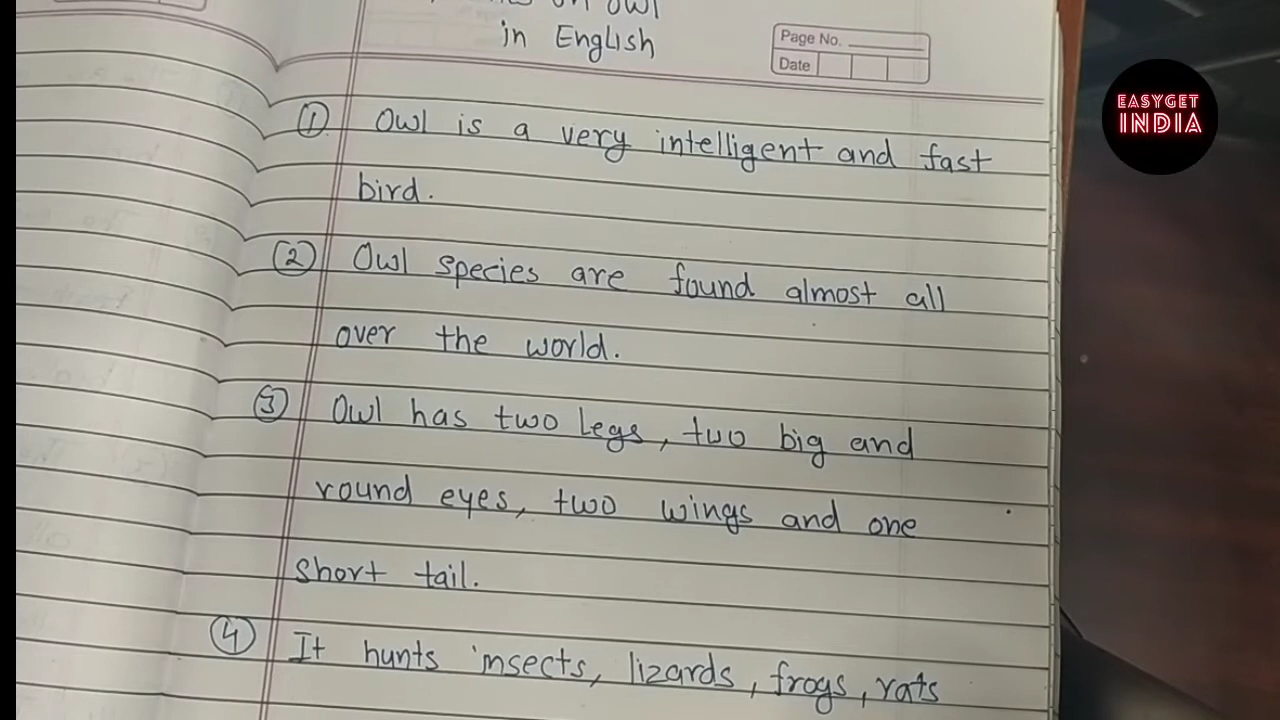 on owl
in English
Page No.
Date
EASYGET
INDIA
① Owl is a very intelligent and fast
bird.
② Owl species are found almost all
over the world.
③ Owl has two legs, two big and
round eyes, two wings and one
short tail.
④ It hunts insects, lizards, frogs, rats